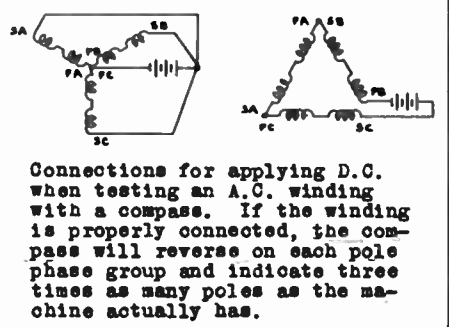 SA SB FA SB
FB
FA FC FB
SA
FC SC
SC
Connections for applying D.C.
when testing an A.C. winding
with a compass. If the winding
is properly connected, the com-
pass will reverse on each pole
phase group and indicate three
times as many poles as the ma-
chine actually has.